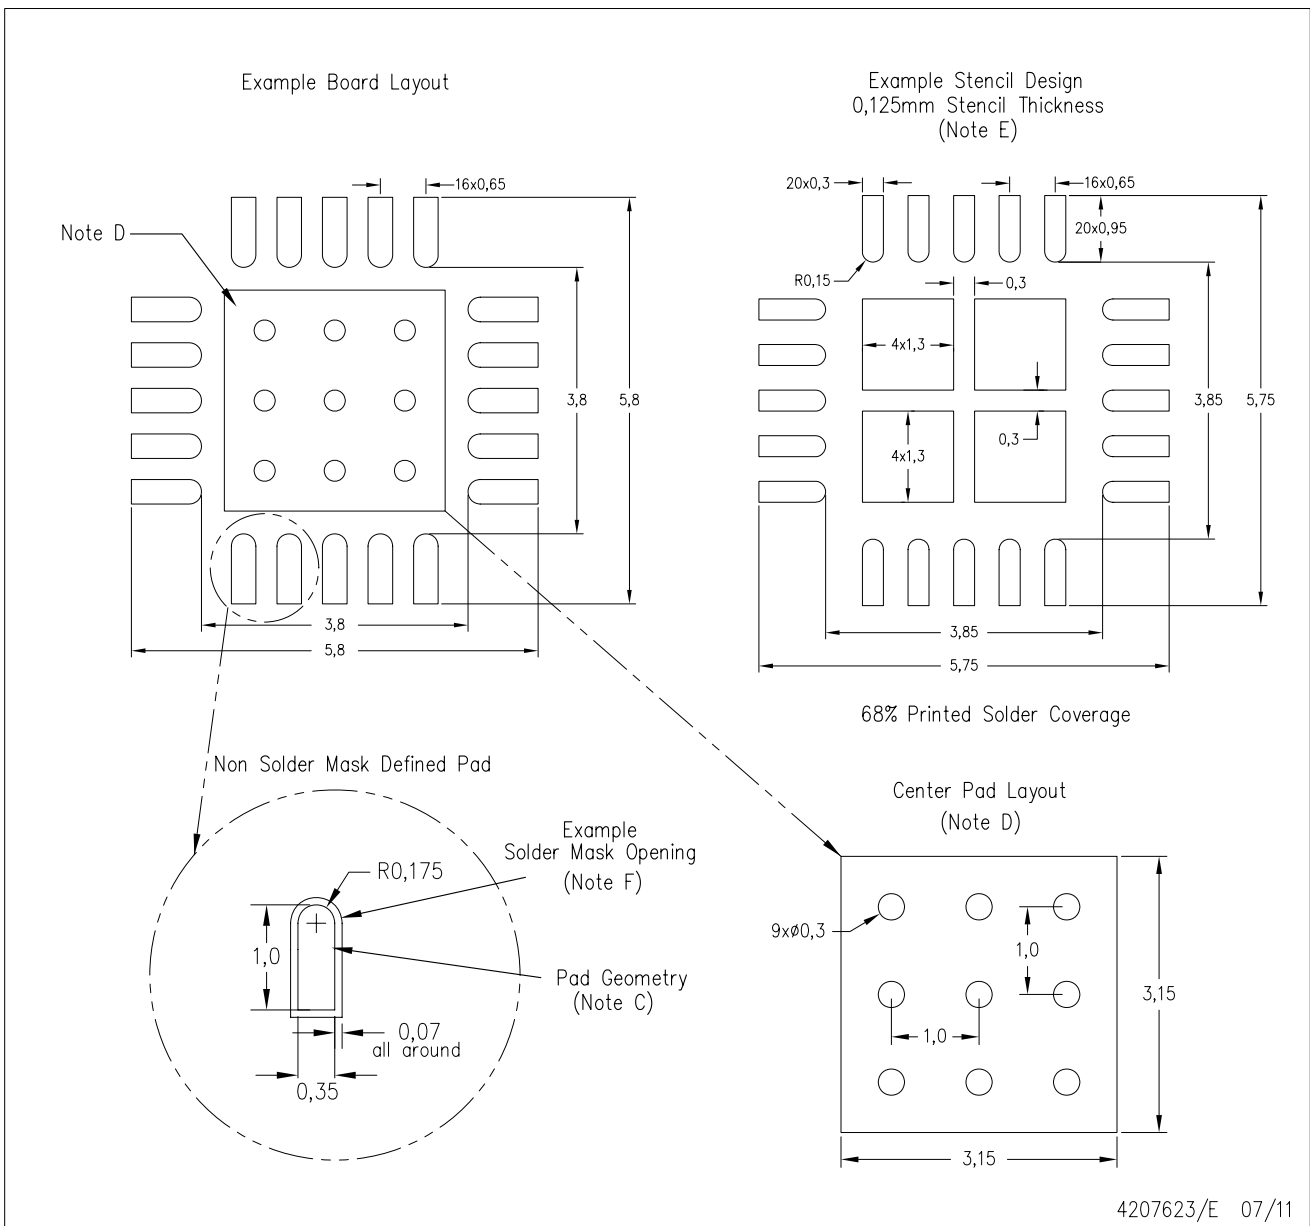 Example Board Layout
Example Stencil Design
0,125mm Stencil Thickness
(Note E)
16x0,65
Note D
3,8
5,8
3,8
5,8
20x0,3
16x0,65
20x0,95
R0,15
0,3
4x1,3
4x1,3
0,3
3,85
5,75
3,85
5,75
68% Printed Solder Coverage
Non Solder Mask Defined Pad
Example
Solder Mask Opening
(Note F)
R0,175
1,0
Pad Geometry
(Note C)
0,07
all around
0,35
Center Pad Layout
(Note D)
9xø0,3
1,0
1,0
3,15
3,15
4207623/E 07/11